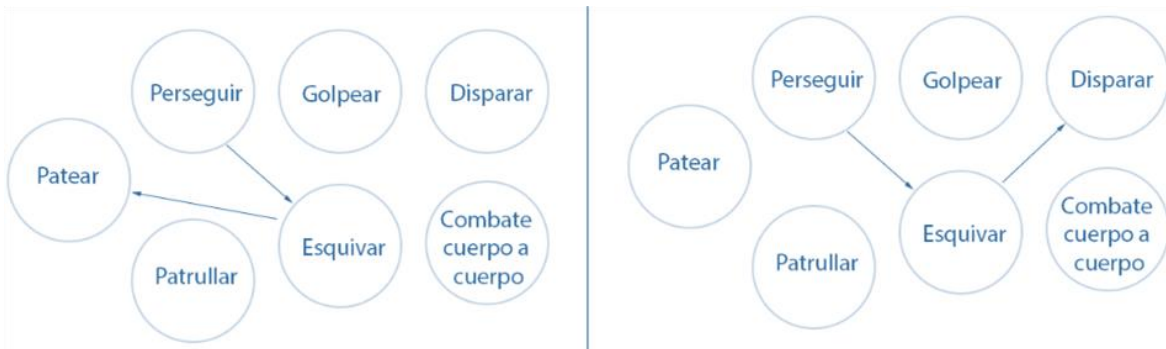 Perseguir
Golpear
Disparar
Patear
Esquivar
Combate
cuerpo a
cuerpo
Patrullar
Perseguir
Golpear
Disparar
Patear
Esquivar
Combate
cuerpo a
cuerpo
Patrullar